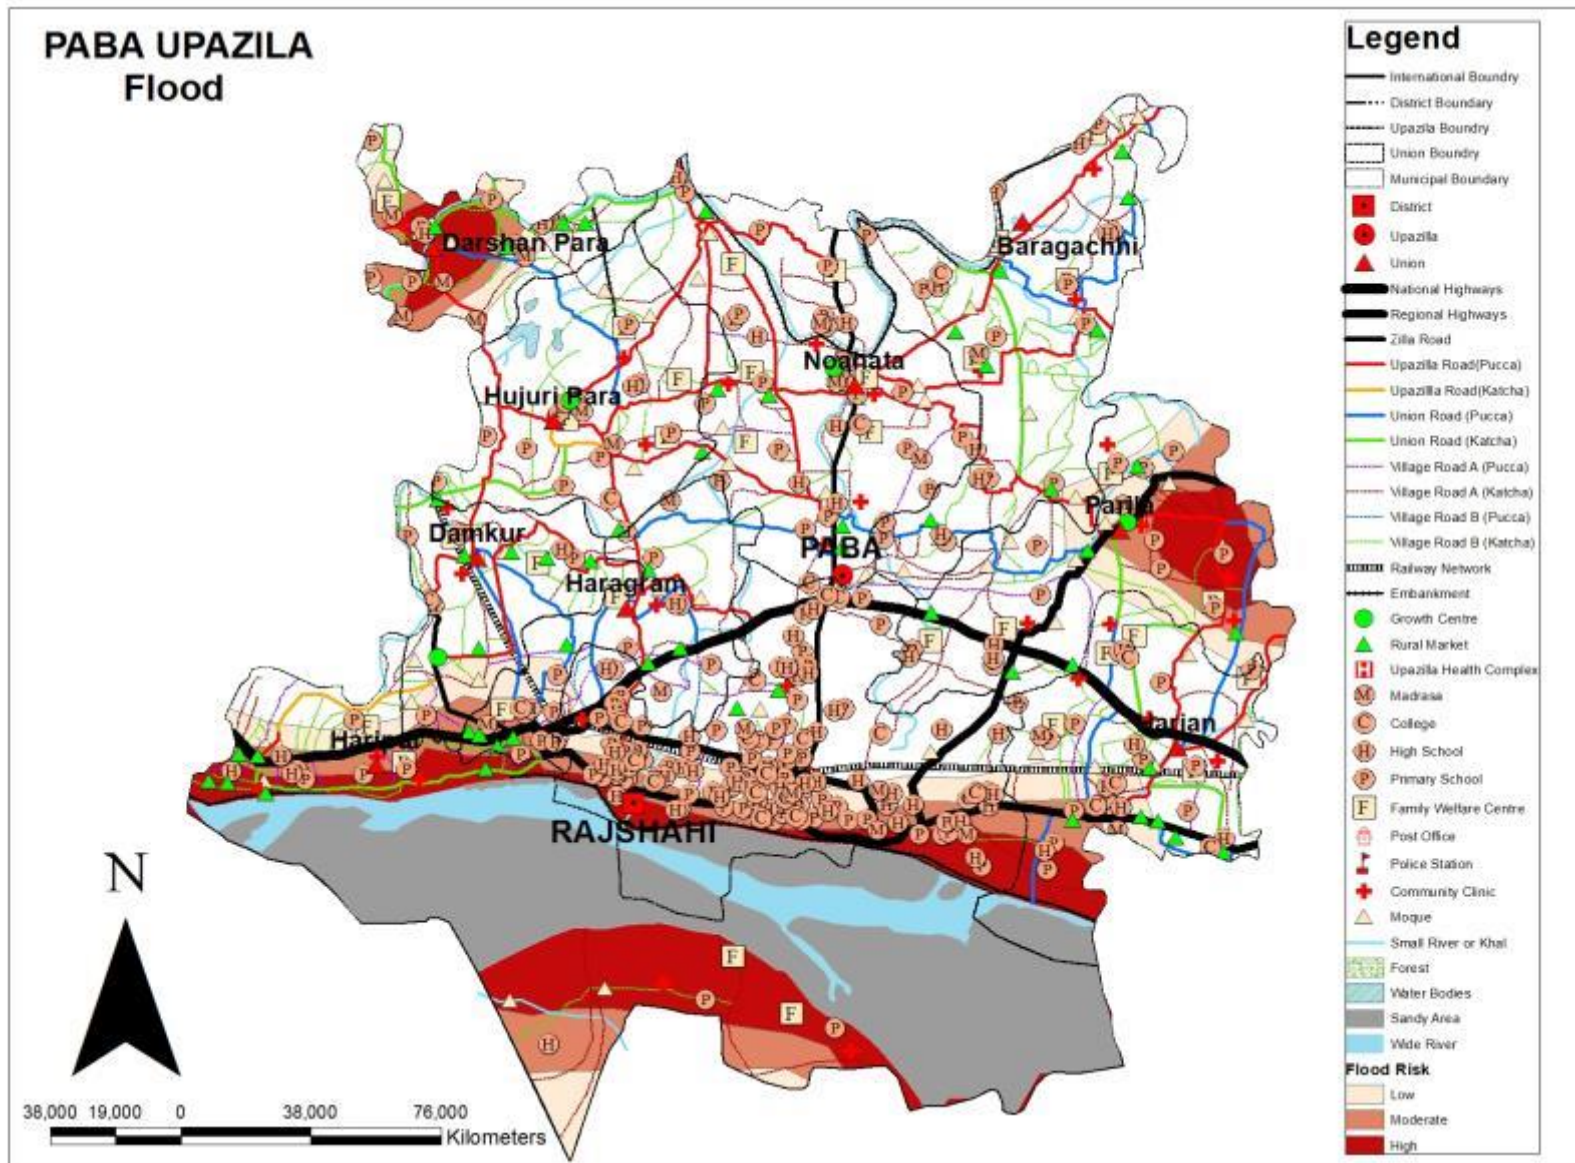 PABA UPAZILA
Flood
Darshan Para
Baragachhi
Noahata
Hujuri Para
Damkur
PABA
Haragram
Parila
Harian
Haripur
RAJSHAHI
N
38,000 19,000 0 38,000 76,000
Kilometers
Legend
International Boundry
District Boundary
Upazila Boundry
Union Boundry
Municipal Boundary
District
Upazilla
Union
National Highways
Regional Highways
Zilla Road
Upazilla Road(Pucca)
Upazillla Road(Katcha)
Union Road (Pucca)
Union Road (Katcha)
Village Road A (Pucca)
Village Road A (Katcha)
Village Road B (Pucca)
Village Road B (Katcha)
Railway Network
Embankment
Growth Centre
Rural Market
H Upazilla Health Complex
M Madrasa
C College
H High School
P Primary School
F Family Welfare Centre
Post Office
Police Station
Community Clinic
Moque
Small River or Khal
Forest
Water Bodies
Sandy Area
Wide River
Flood Risk
Low
Moderate
High